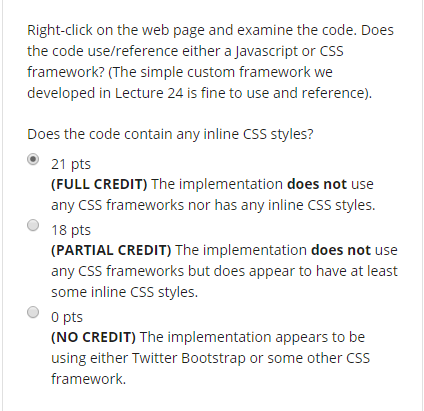 Right-click on the web page and examine the code. Does
the code use/reference either a Javascript or CSS
framework? (The simple custom framework we
developed in Lecture 24 is fine to use and reference).
Does the code contain any inline CSS styles?
21 pts
(FULL CREDIT) The implementation does not use
any CSS frameworks nor has any inline CSS styles.
18 pts
(PARTIAL CREDIT) The implementation does not use
any CSS frameworks but does appear to have at least
some inline CSS styles.
0 pts
(NO CREDIT) The implementation appears to be
using either Twitter Bootstrap or some other CSS
framework.